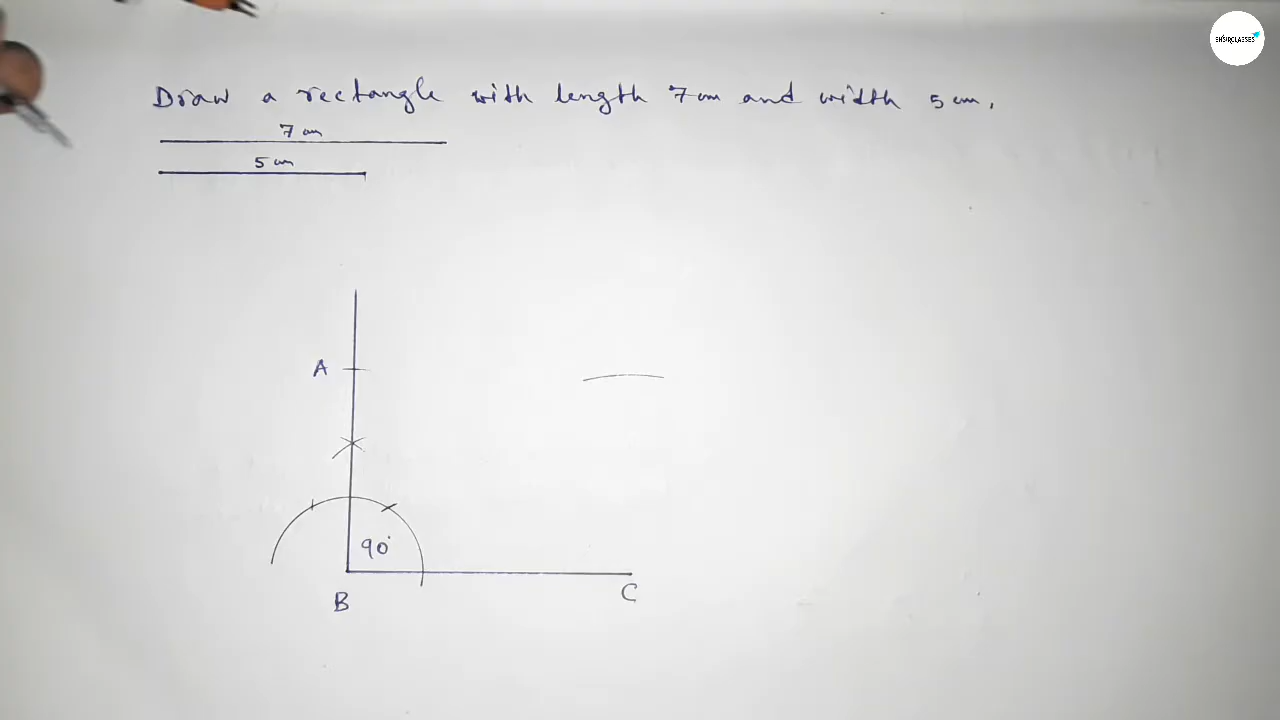 Draw a rectangle with length 7 cm and width 5 cm.
7 cm
5 cm
A
90°
B
C